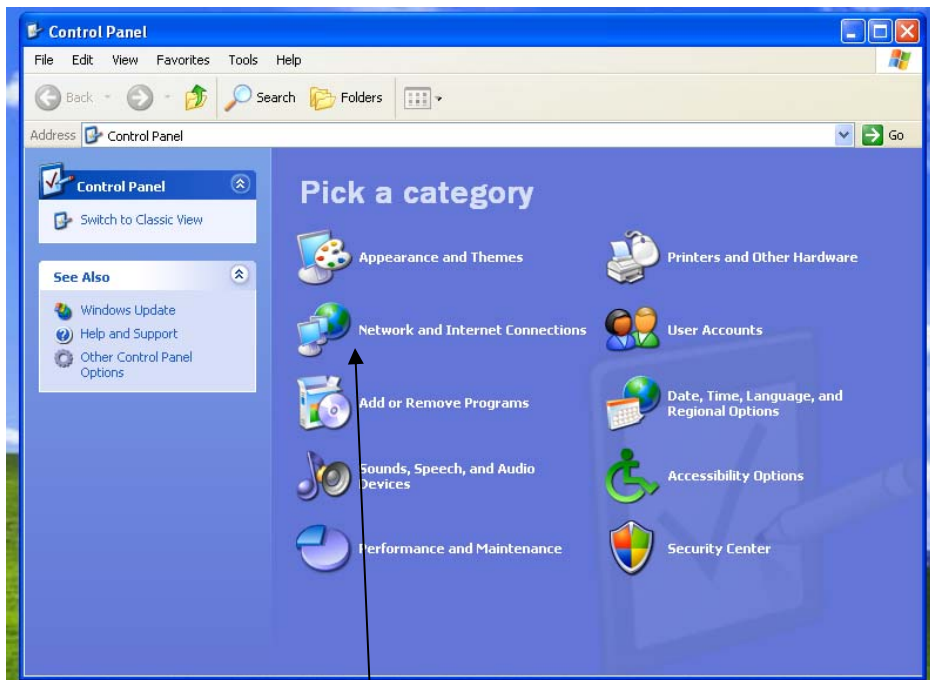 Control Panel
File Edit View Favorites Tools Help
Back Search Folders
Address Control Panel Go
Control Panel
Switch to Classic View
See Also
Windows Update
Help and Support
Other Control Panel
Options
Pick a category
Appearance and Themes
Printers and Other Hardware
Network and Internet Connections
User Accounts
Add or Remove Programs
Date, Time, Language, and
Regional Options
Sounds, Speech, and Audio
Devices
Accessibility Options
Performance and Maintenance
Security Center